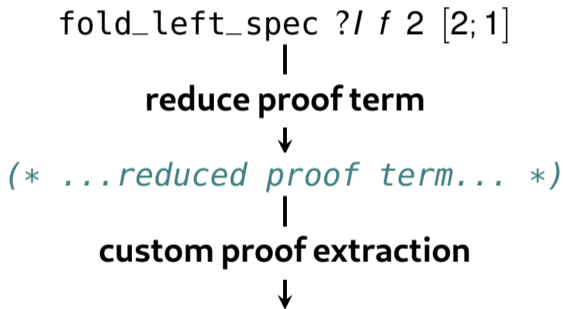 fold_left_spec ?I f 2 [2; 1]
reduce proof term
(* ...reduced proof term... *)
custom proof extraction